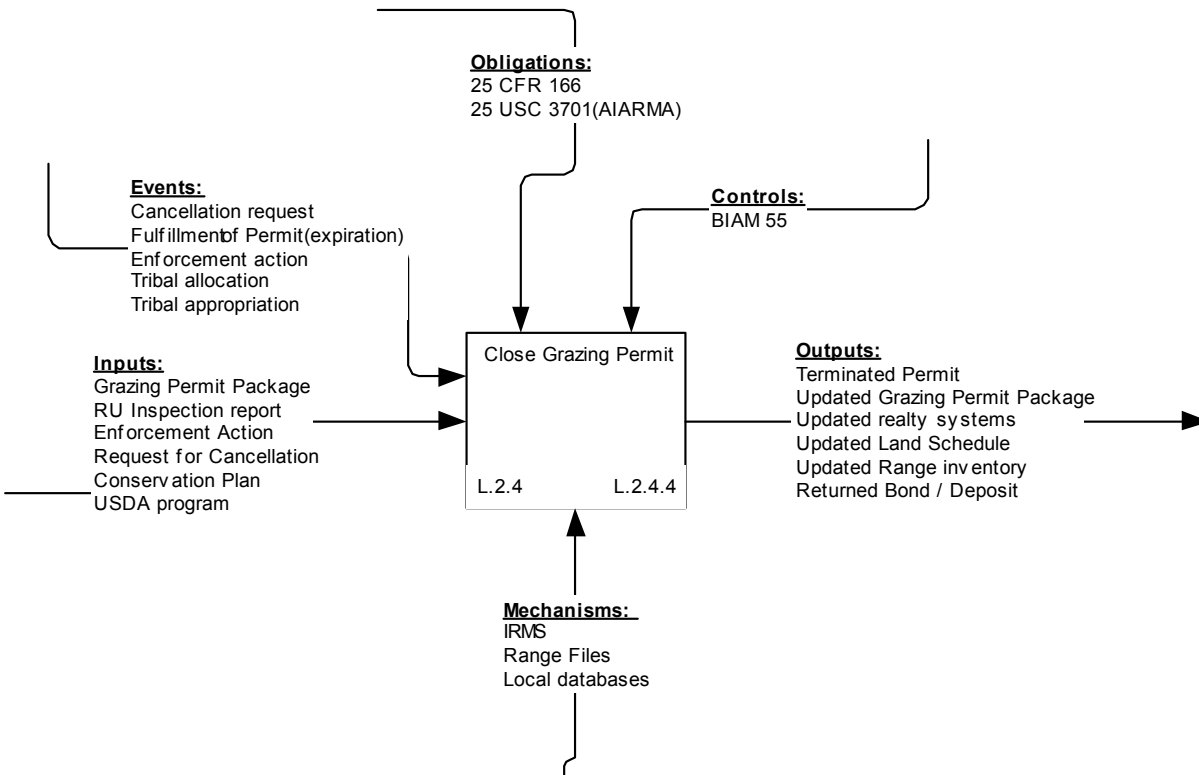 Obligations:
25 CFR 166
25 USC 3701(AIARMA)
Events:
Cancellation request
Fulfillment of Permit(expiration)
Enforcement action
Tribal allocation
Tribal appropriation
Controls:
BIAM 55
Inputs:
Grazing Permit Package
RU Inspection report
Enforcement Action
Request for Cancellation
Conservation Plan
USDA program
Close Grazing Permit
L.2.4 L.2.4.4
Outputs:
Terminated Permit
Updated Grazing Permit Package
Updated realty systems
Updated Land Schedule
Updated Range inventory
Returned Bond / Deposit
Mechanisms:
IRMS
Range Files
Local databases